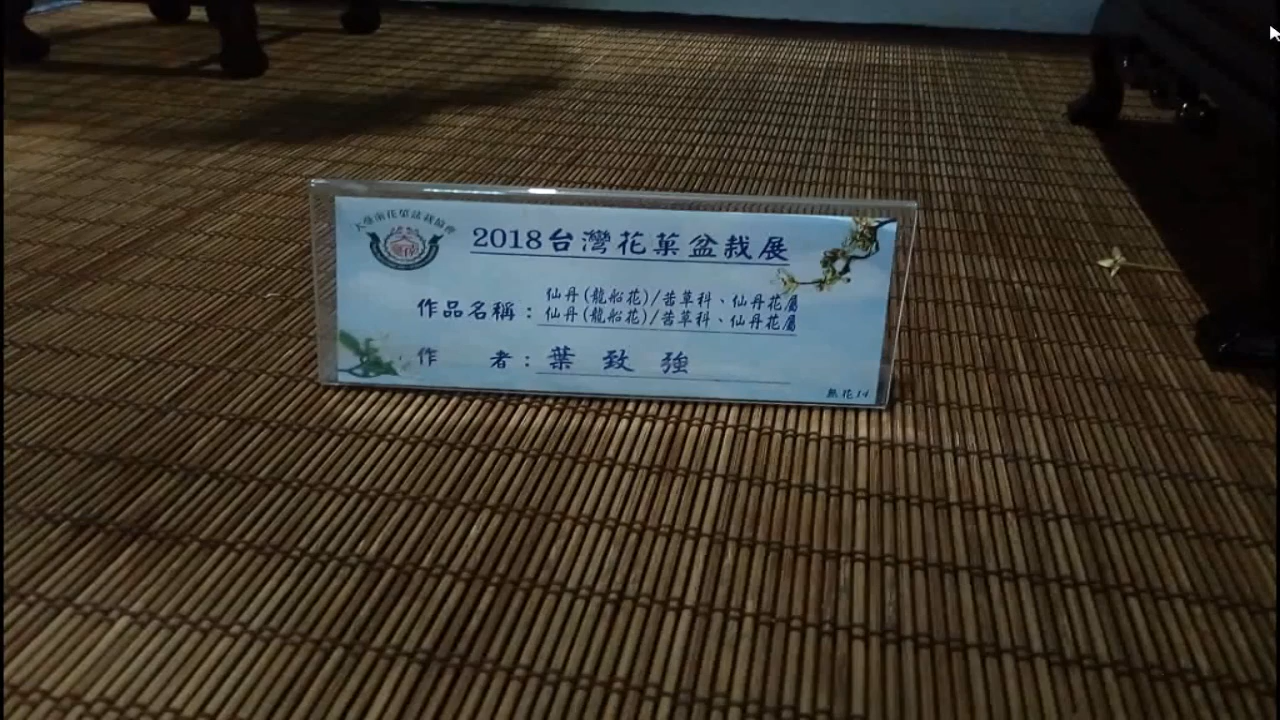 2018台灣花菓盆栽展
作品名稱：仙丹(龍船花)/茜草科、仙丹花屬
仙丹(龍船花)/茜草科、仙丹花屬
作 者：葉致強